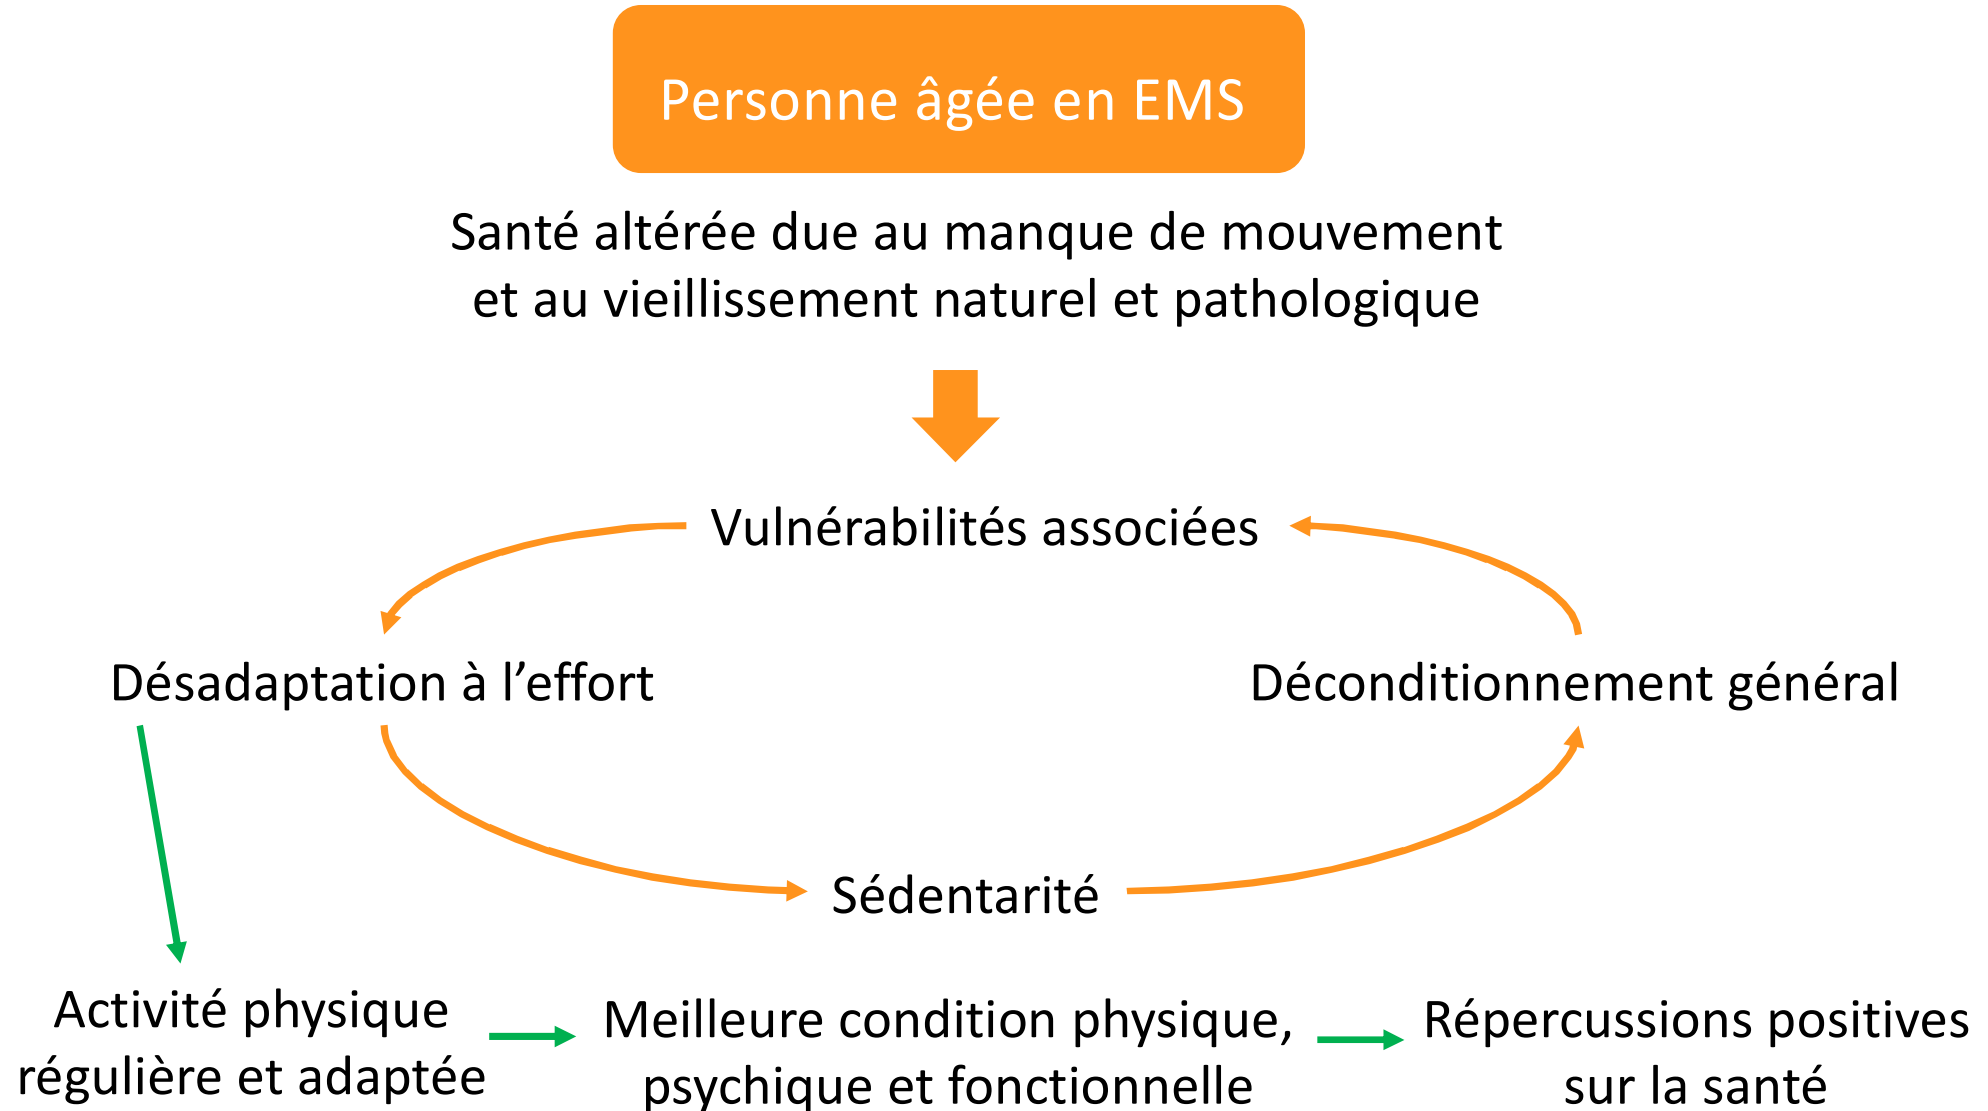 Personne âgée en EMS
Santé altérée due au manque de mouvement
et au vieillissement naturel et pathologique
Vulnérabilités associées
Désadaptation à l’effort
Déconditionnement général
Sédentarité
Activité physique
régulière et adaptée
Meilleure condition physique,
psychique et fonctionnelle
Répercussions positives
sur la santé